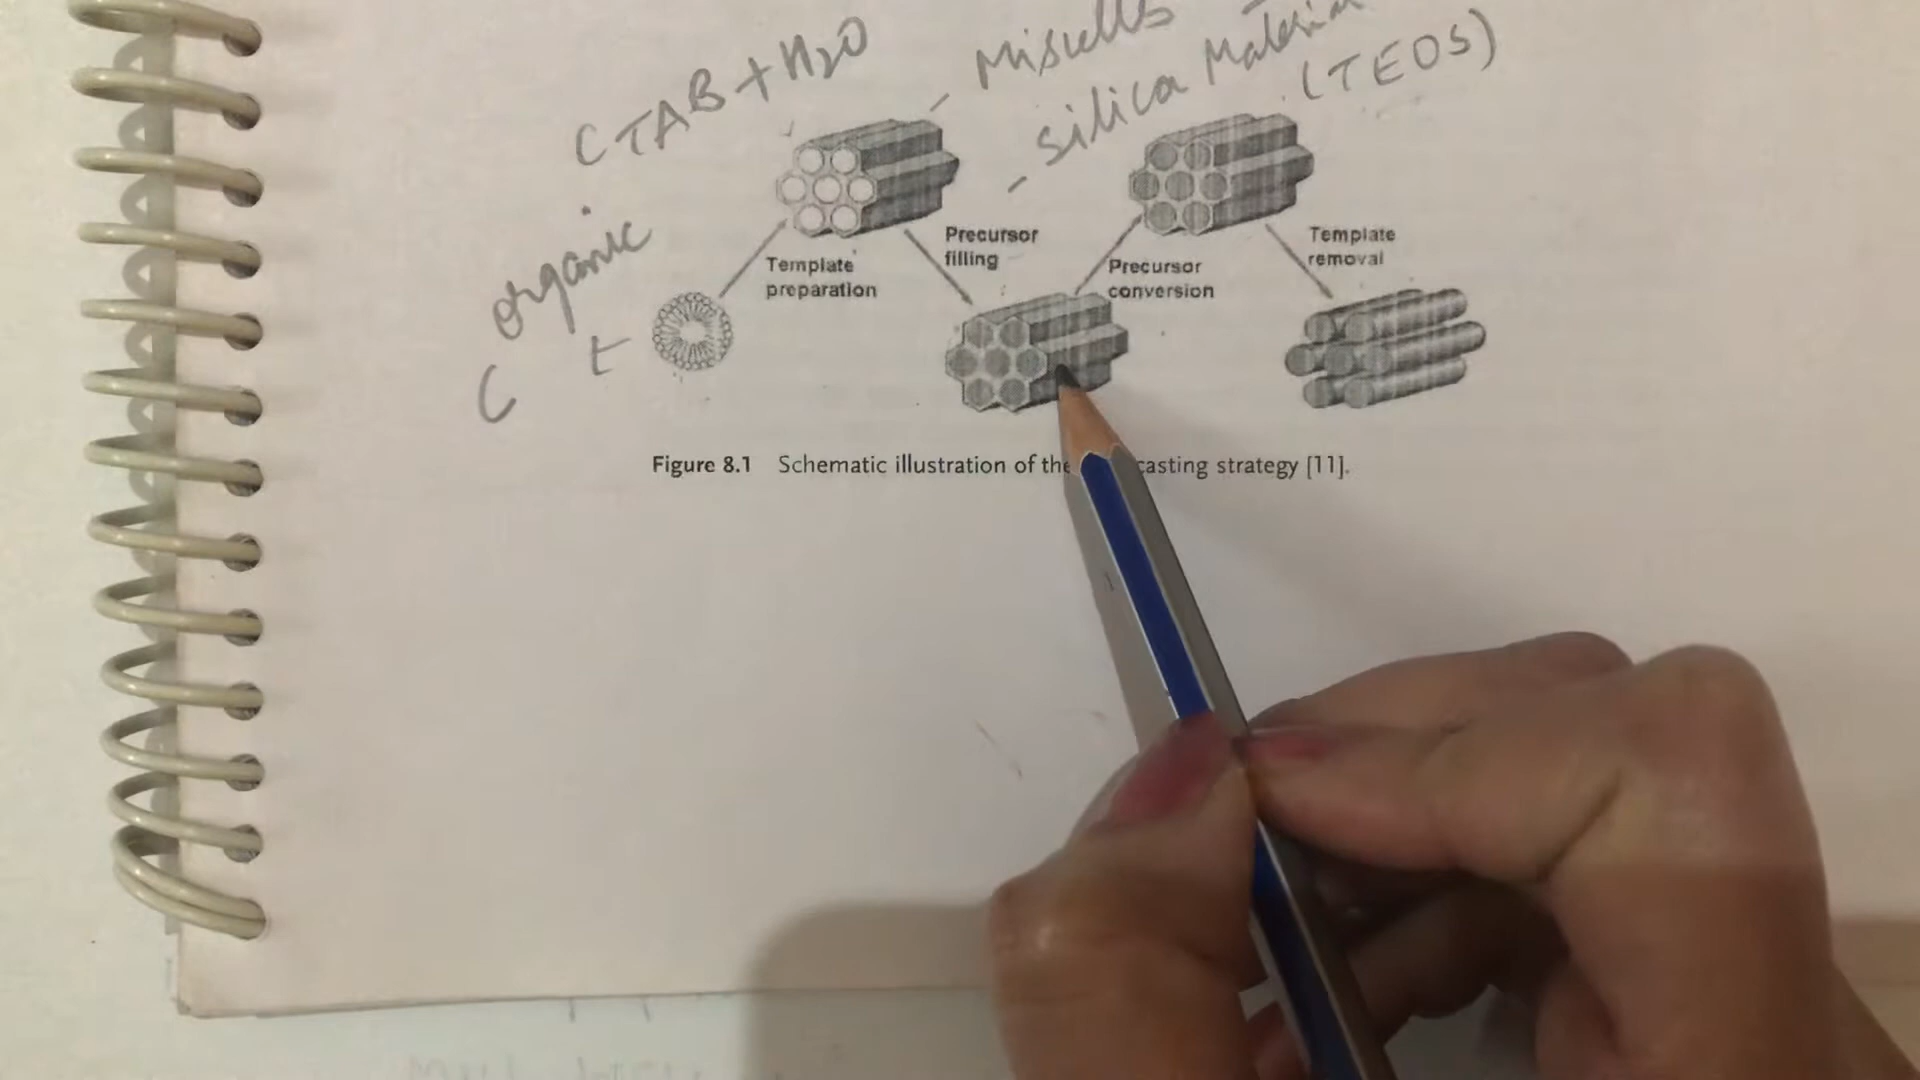 CTAB + H2O
- Misells
- silica Material
(TEOS)
organic
C t
Template
preparation
Precursor
filling
Precursor
conversion
Template
removal
Figure 8.1 Schematic illustration of the casting strategy [11].